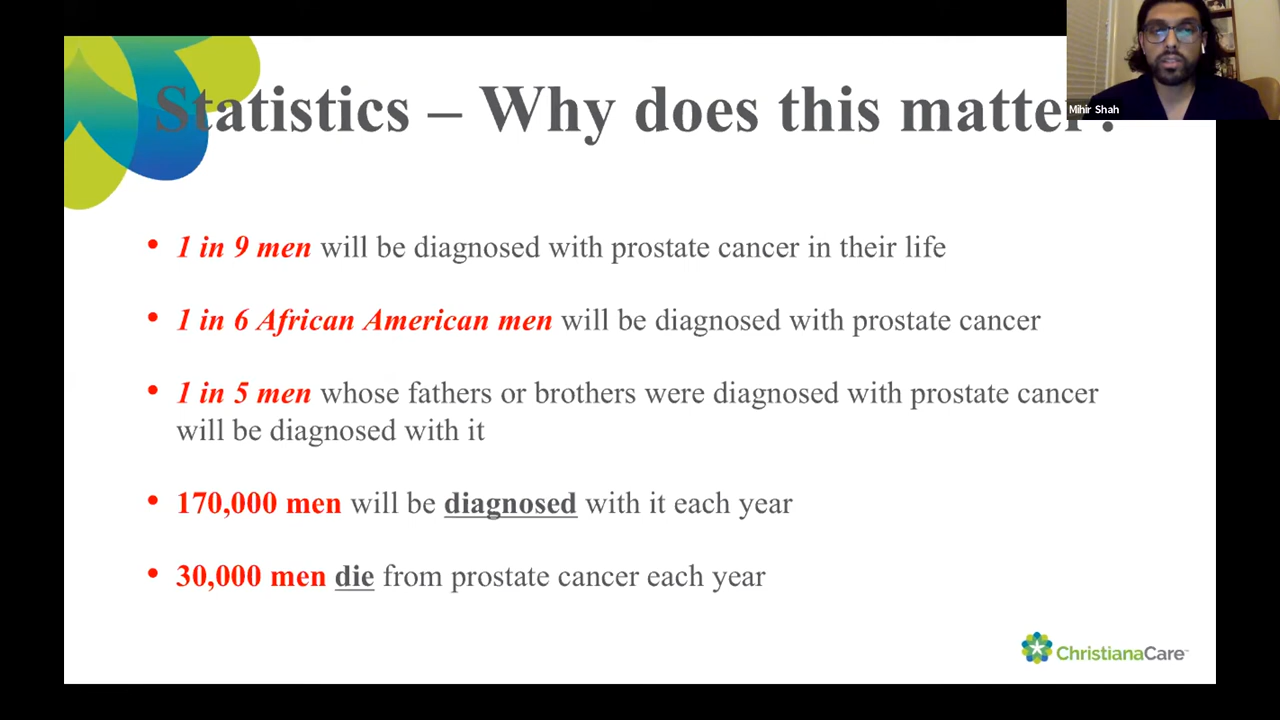 Statistics – Why does this matter?
Mihir Shah
• 1 in 9 men will be diagnosed with prostate cancer in their life
• 1 in 6 African American men will be diagnosed with prostate cancer
• 1 in 5 men whose fathers or brothers were diagnosed with prostate cancer
will be diagnosed with it
• 170,000 men will be diagnosed with it each year
• 30,000 men die from prostate cancer each year
ChristianaCare™